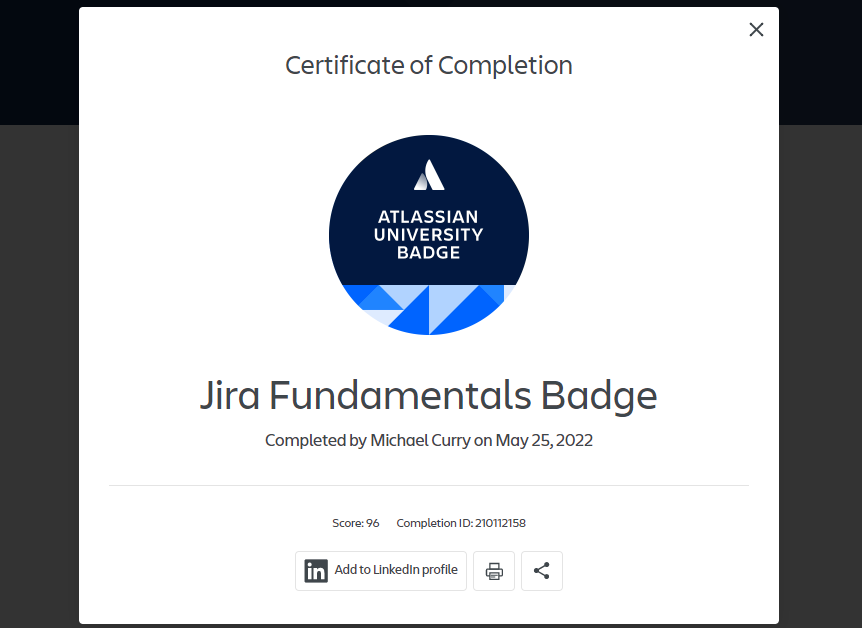 Certificate of Completion
ATLASSIAN
UNIVERSITY
BADGE
Jira Fundamentals Badge
Completed by Michael Curry on May 25, 2022
Score: 96 Completion ID: 210112158
in Add to LinkedIn profile